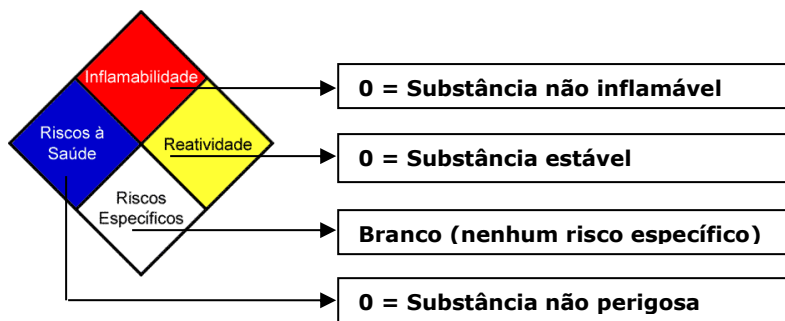 Inflamabilidade
0 = Substância não inflamável
Riscos à
Saúde
Reatividade
0 = Substância estável
Riscos
Específicos
Branco (nenhum risco específico)
0 = Substância não perigosa